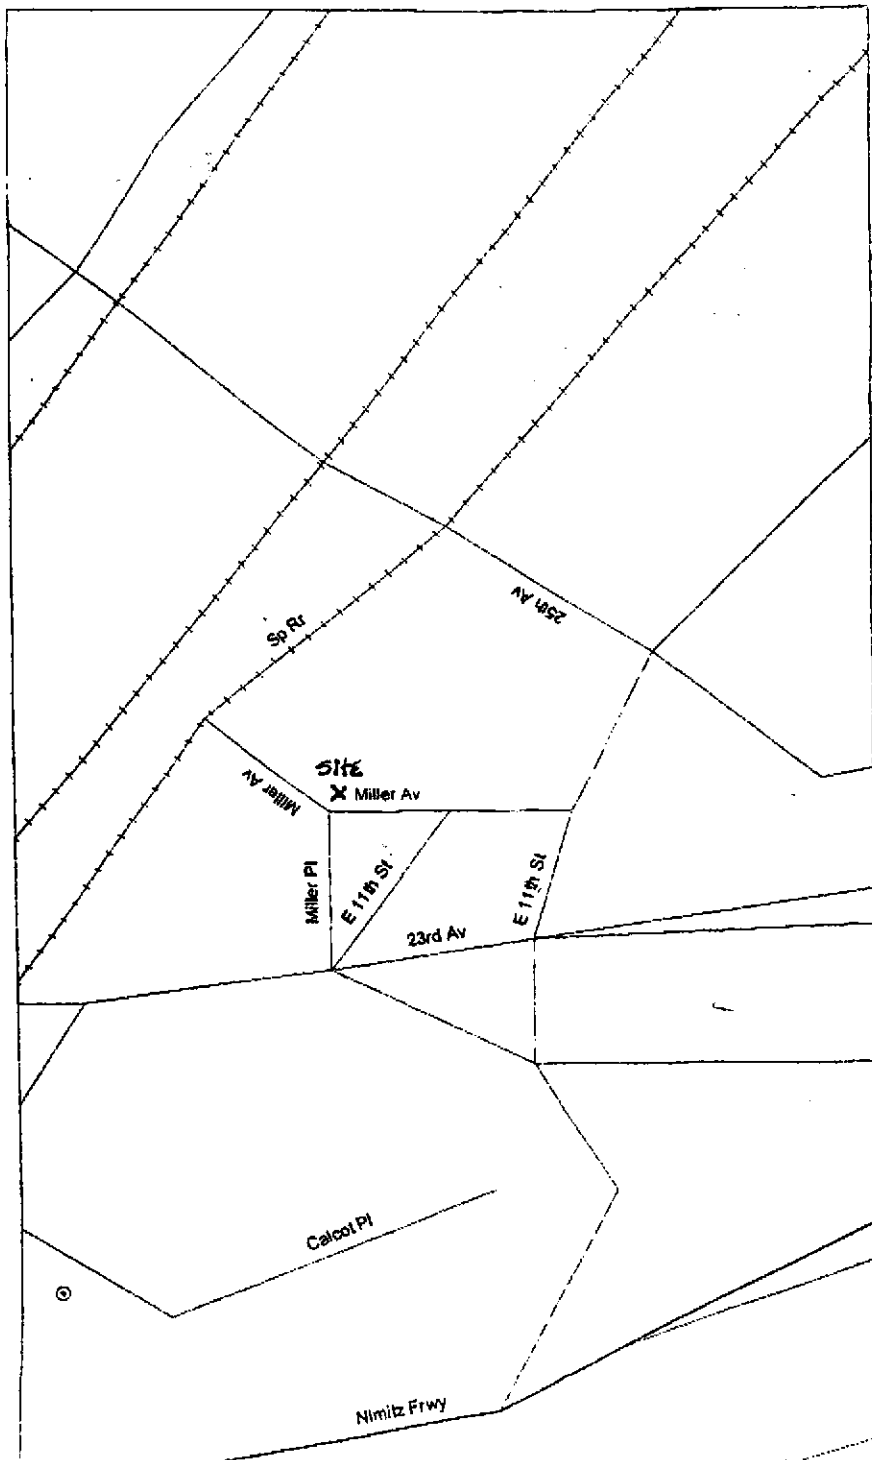 25th Av
Sp Rr
SITE
X Miller Av
Miller Av
Miller Pl
E 11th St
E 11th St
23rd Av
Calcot Pl
Nimitz Frwy